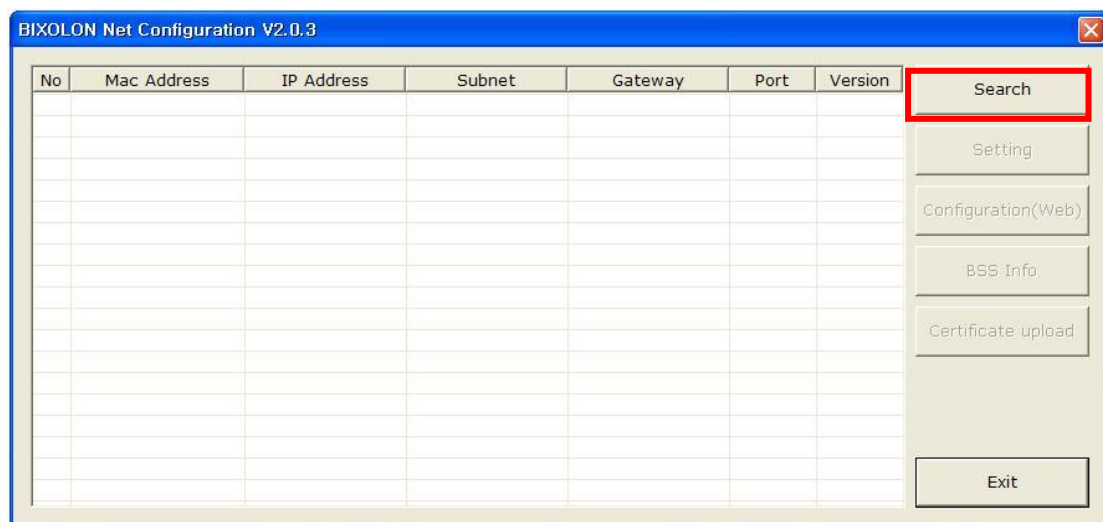 BIXOLON Net Configuration V2.0.3
No Mac Address IP Address Subnet Gateway Port Version
Search
Setting
Configuration(Web)
BSS Info
Certificate upload
Exit